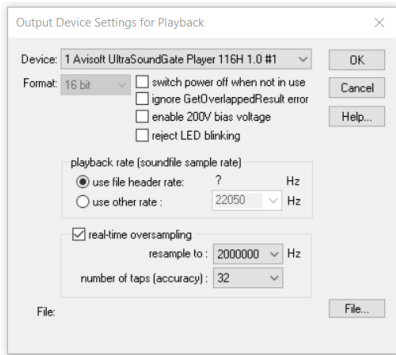 Output Device Settings for Playback
Device: 1 Avisoft UltraSoundGate Player 116H 1.0 #1 OK
Format: 16 bit switch power off when not in use Cancel
ignore GetOverlappedResult error
enable 200V bias voltage Help...
reject LED blinking
playback rate (soundfile sample rate)
use file header rate: ? Hz
use other rate : 22050 Hz
real-time oversampling
resample to : 2000000 Hz
number of taps (accuracy) : 32
File: File...